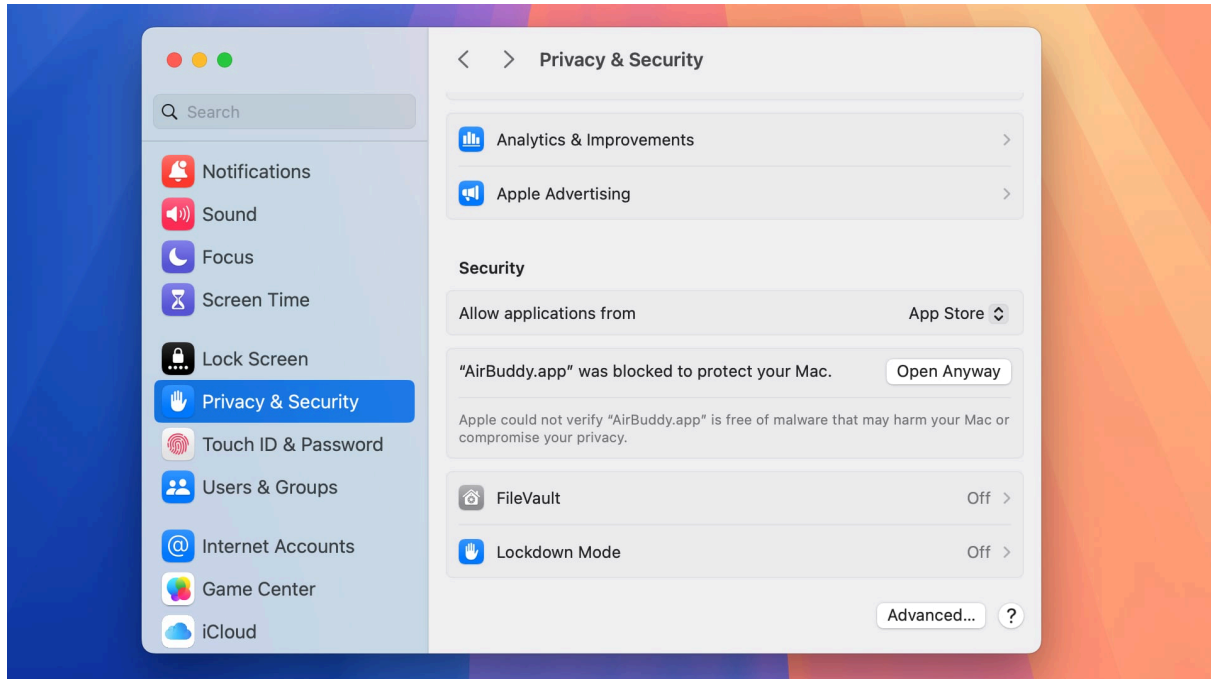 Privacy & Security
Search
Notifications
Sound
Focus
Screen Time
Lock Screen
Privacy & Security
Touch ID & Password
Users & Groups
Internet Accounts
Game Center
iCloud
Analytics & Improvements
Apple Advertising
Security
Allow applications from App Store
“AirBuddy.app” was blocked to protect your Mac. Open Anyway
Apple could not verify “AirBuddy.app” is free of malware that may harm your Mac or
compromise your privacy.
FileVault Off
Lockdown Mode Off
Advanced... ?